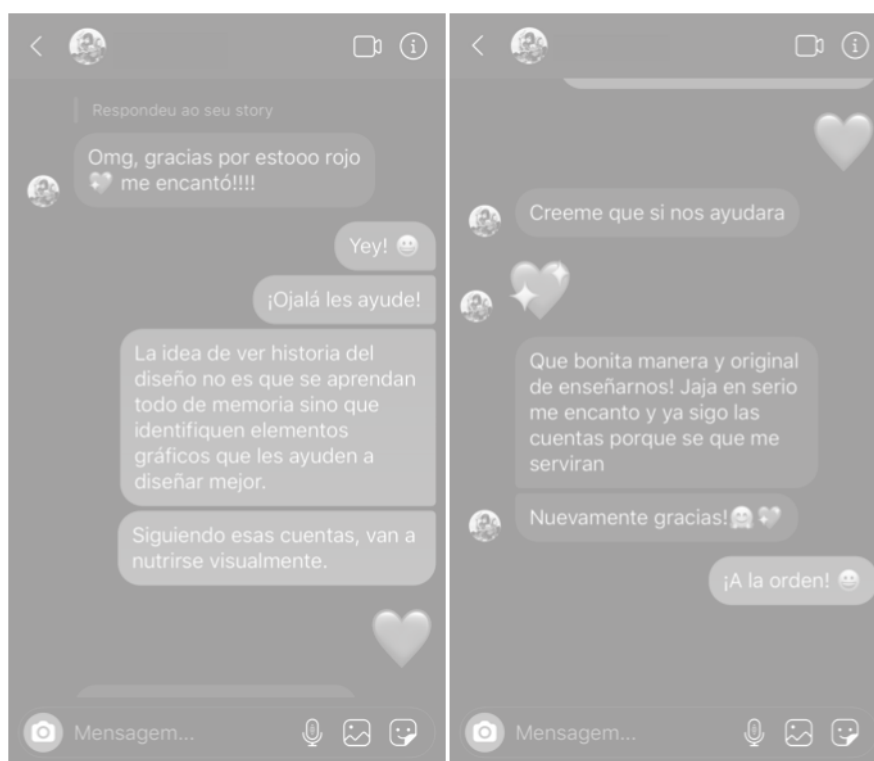 Respondeu ao seu story
Omg, gracias por estooo rojo
💖 me encantó!!!!
Yey! 😀
¡Ojalá les ayude!
La idea de ver historia del
diseño no es que se aprendan
todo de memoria sino que
identifiquen elementos
gráficos que les ayuden a
diseñar mejor.
Siguiendo esas cuentas, van a
nutrirse visualmente.
Mensagem...
Creeme que si nos ayudara
Que bonita manera y original
de enseñarnos! Jaja en serio
me encanto y ya sigo las
cuentas porque se que me
serviran
Nuevamente gracias!🤗💖
¡A la orden! 😀
Mensagem...